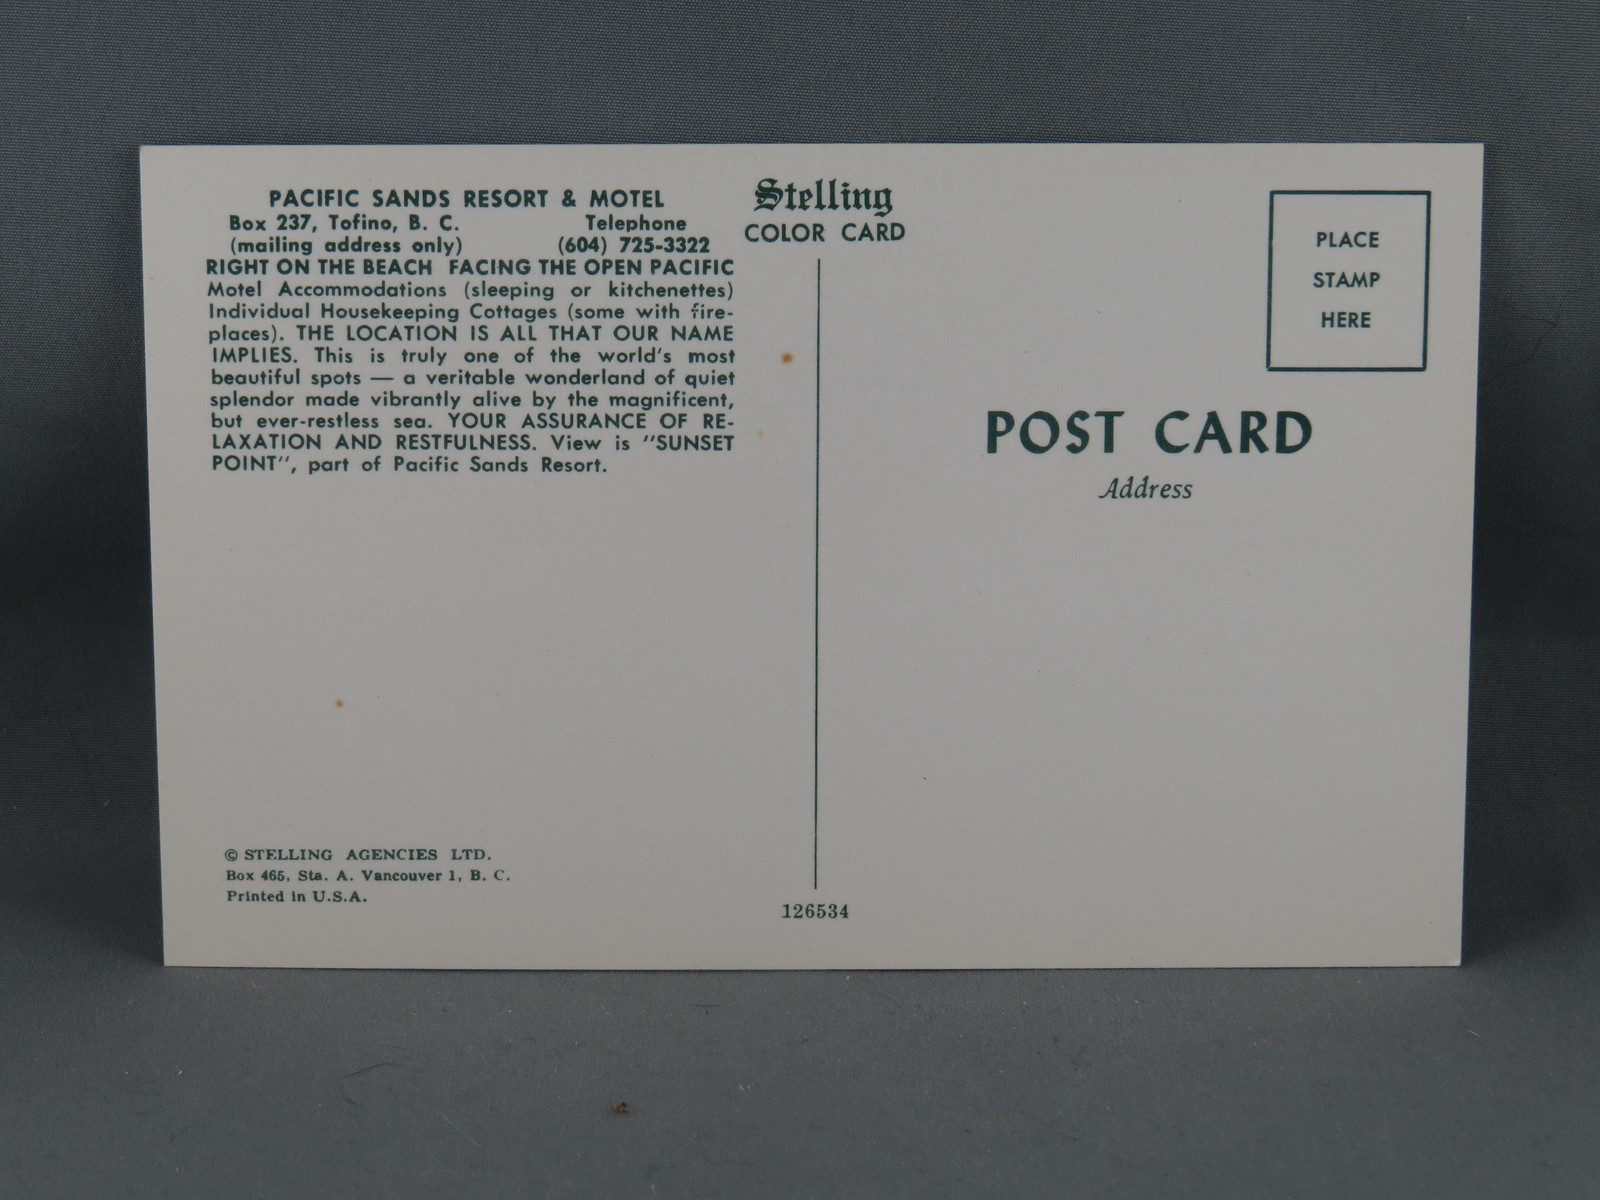 PACIFIC SANDS RESORT & MOTEL
Box 237, Tofino, B. C. Telephone
(mailing address only) (604) 725-3322
RIGHT ON THE BEACH FACING THE OPEN PACIFIC
Motel Accommodations (sleeping or kitchenettes)
Individual Housekeeping Cottages (some with fire-
places). THE LOCATION IS ALL THAT OUR NAME
IMPLIES. This is truly one of the world's most
beautiful spots — a veritable wonderland of quiet
splendor made vibrantly alive by the magnificent,
but ever-restless sea. YOUR ASSURANCE OF RE-
LAXATION AND RESTFULNESS. View is "SUNSET
POINT", part of Pacific Sands Resort.
© STELLING AGENCIES LTD.
Box 465, Sta. A. Vancouver 1, B. C.
Printed in U.S.A.
Stelling
COLOR CARD
126534
PLACE
STAMP
HERE
POST CARD
Address